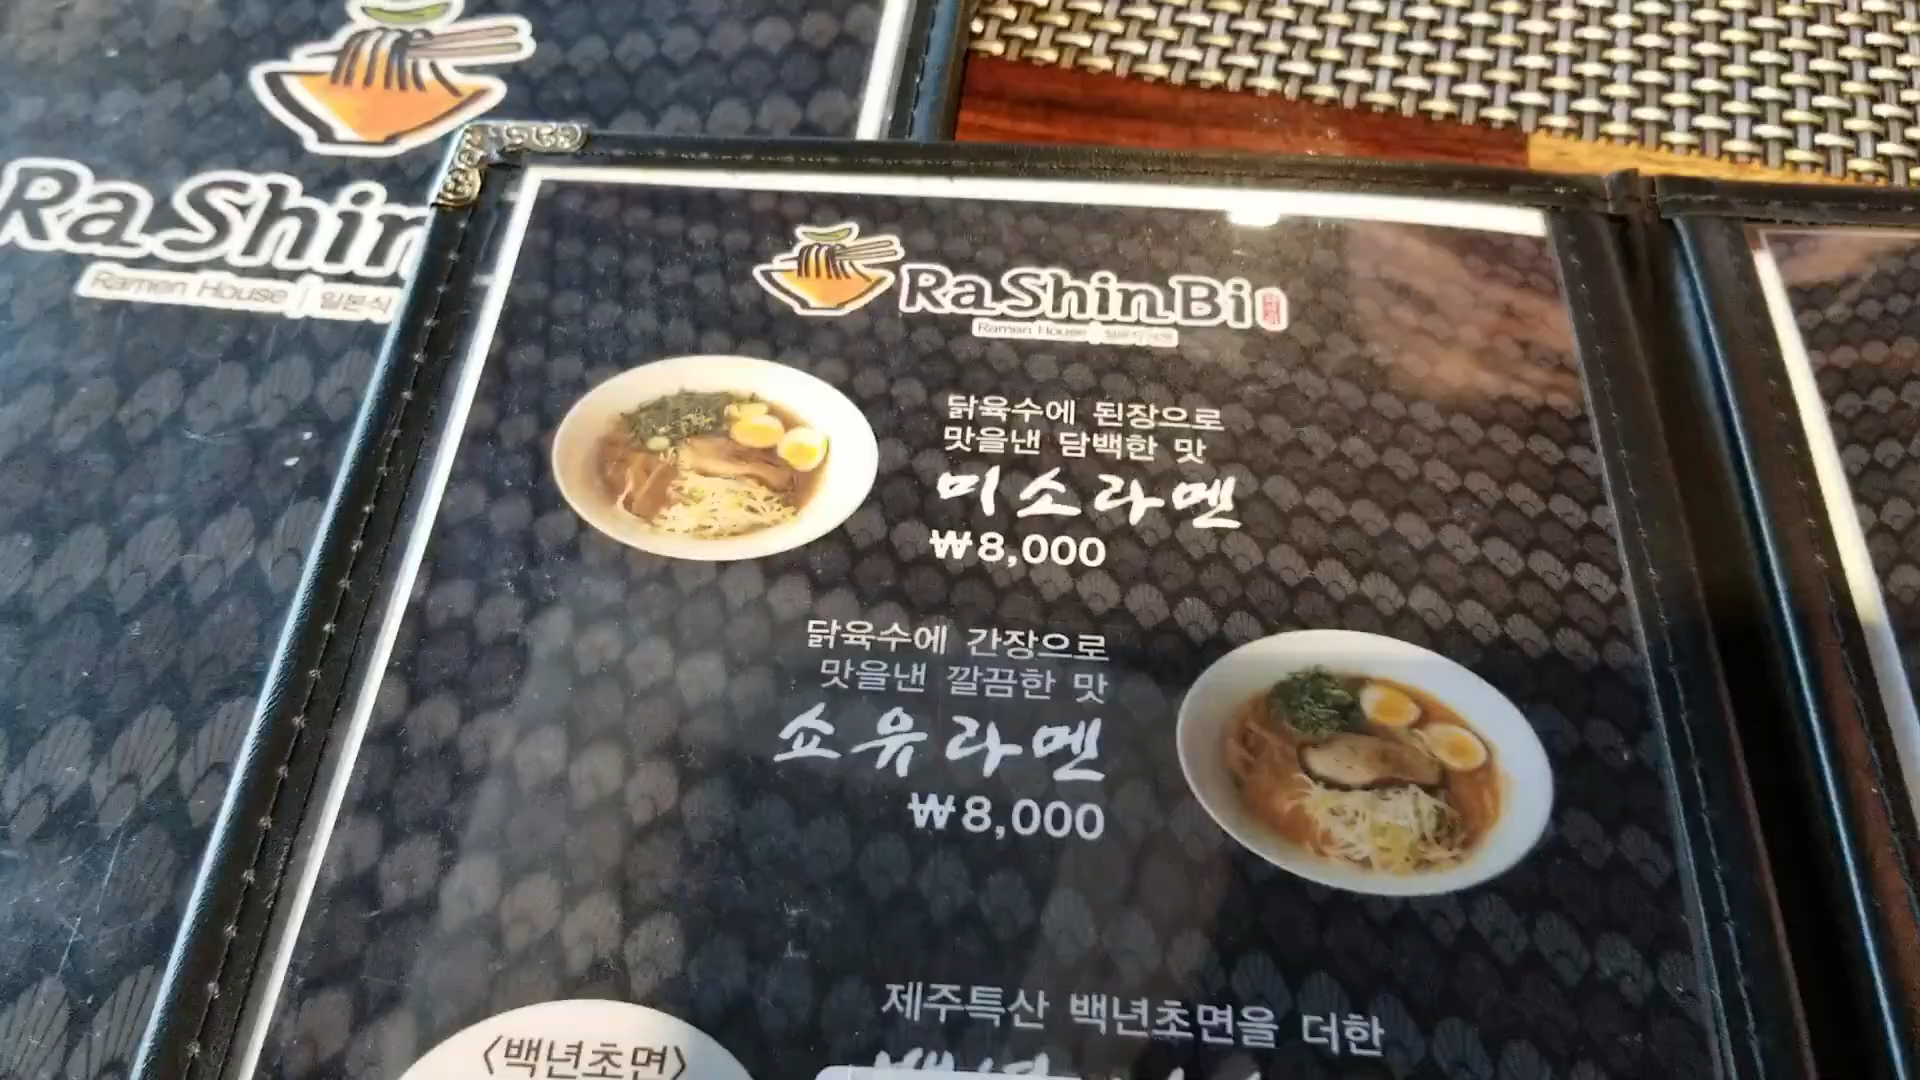 Ra Shin
Ramen House | 일본식
Ra Shin Bi
Ramen House
닭육수에 된장으로
맛을낸 담백한 맛
미소라멘
₩8,000
닭육수에 간장으로
맛을낸 깔끔한 맛
쇼유라멘
₩8,000
제주특산 백년초면을 더한
<백년초면>